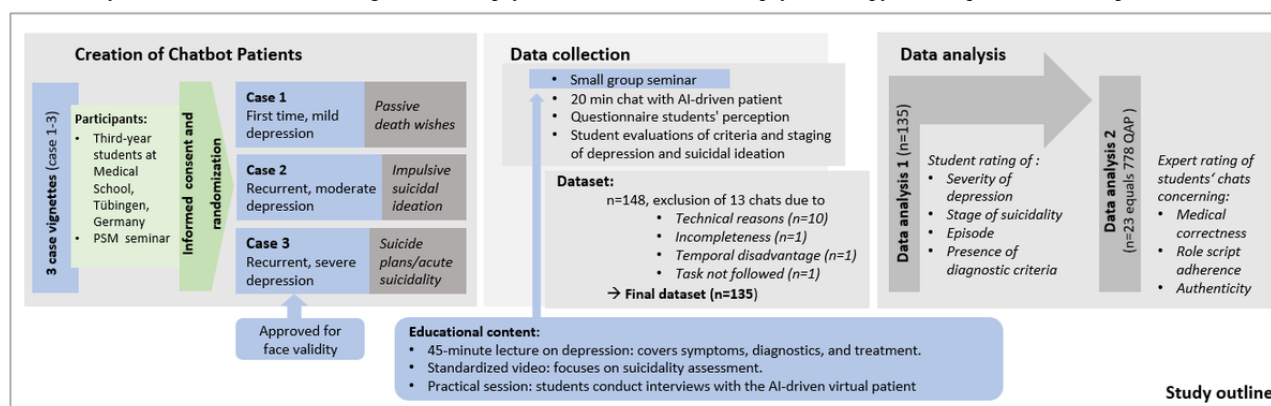 Creation of Chatbot Patients
3 case vignettes (case 1-3)
Participants:
• Third-year
students at
Medical
School,
Tübingen,
Germany
• PSM seminar
Informed consent and
randomization
Case 1
First time, mild
depression
Passive
death wishes
Case 2
Recurrent, moderate
depression
Impulsive
suicidal
ideation
Case 3
Recurrent, severe
depression
Suicide
plans/acute
suicidality
Approved for
face validity
Data collection
• Small group seminar
• 20 min chat with AI-driven patient
• Questionnaire students' perception
• Student evaluations of criteria and staging
of depression and suicidal ideation
Dataset:
n=148, exclusion of 13 chats due to
• Technical reasons (n=10)
• Incompleteness (n=1)
• Temporal disadvantage (n=1)
• Task not followed (n=1)
→ Final dataset (n=135)
Educational content:
• 45-minute lecture on depression: covers symptoms, diagnostics, and treatment.
• Standardized video: focuses on suicidality assessment.
• Practical session: students conduct interviews with the AI-driven virtual patient
Data analysis
Data analysis 1 (n=135)
Student rating of :
• Severity of
depression
• Stage of suicidality
• Episode
• Presence of
diagnostic criteria
Data analysis 2
(n=23 equals 778 QAP)
Expert rating of
students‘ chats
concerning:
• Medical
correctness
• Role script
adherence
• Authenticity
Study outline